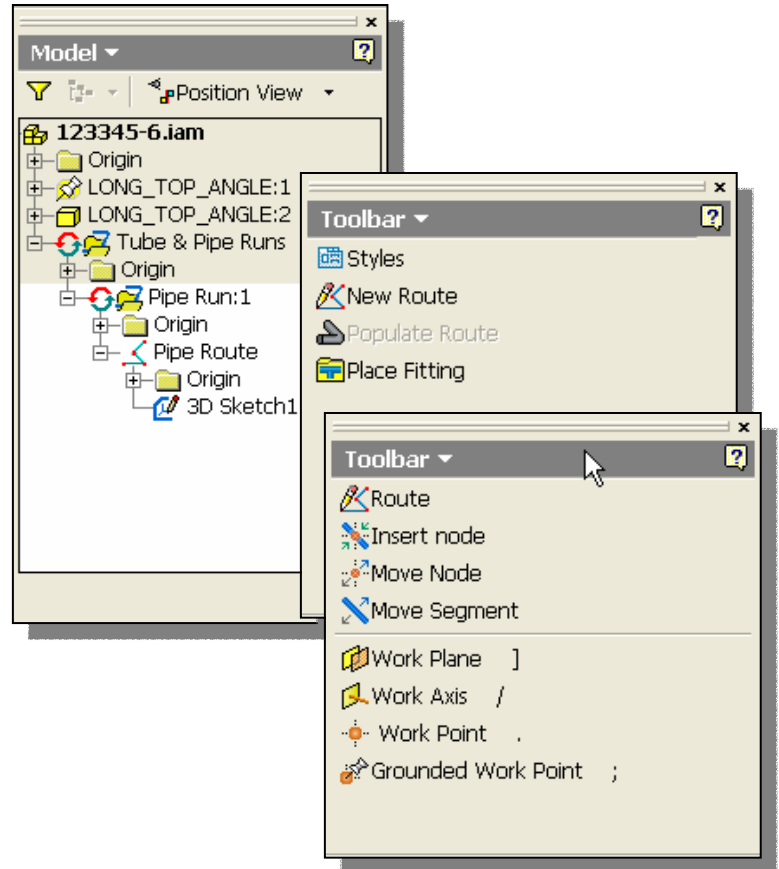 Model
Position View
123345-6.iam
Origin
LONG_TOP_ANGLE:1
LONG_TOP_ANGLE:2
Tube & Pipe Runs
Origin
Pipe Run:1
Origin
Pipe Route
Origin
3D Sketch1
Toolbar
Styles
New Route
Populate Route
Place Fitting
Toolbar
Route
Insert node
Move Node
Move Segment
Work Plane ]
Work Axis /
Work Point .
Grounded Work Point ;